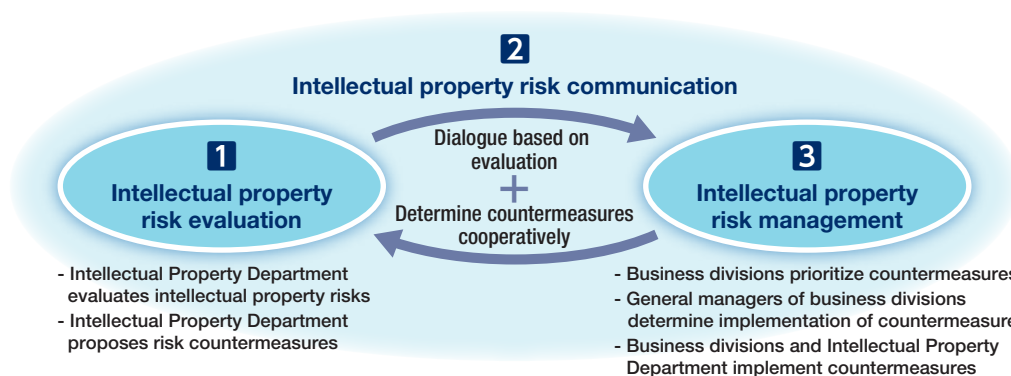 2
Intellectual property risk communication
Dialogue based on
evaluation
+
Determine countermeasures
cooperatively
1
Intellectual property
risk evaluation
- Intellectual Property Department
evaluates intellectual property risks
- Intellectual Property Department
proposes risk countermeasures
3
Intellectual property
risk management
- Business divisions prioritize countermeasures
- General managers of business divisions
determine implementation of countermeasure
- Business divisions and Intellectual Property
Department implement countermeasures